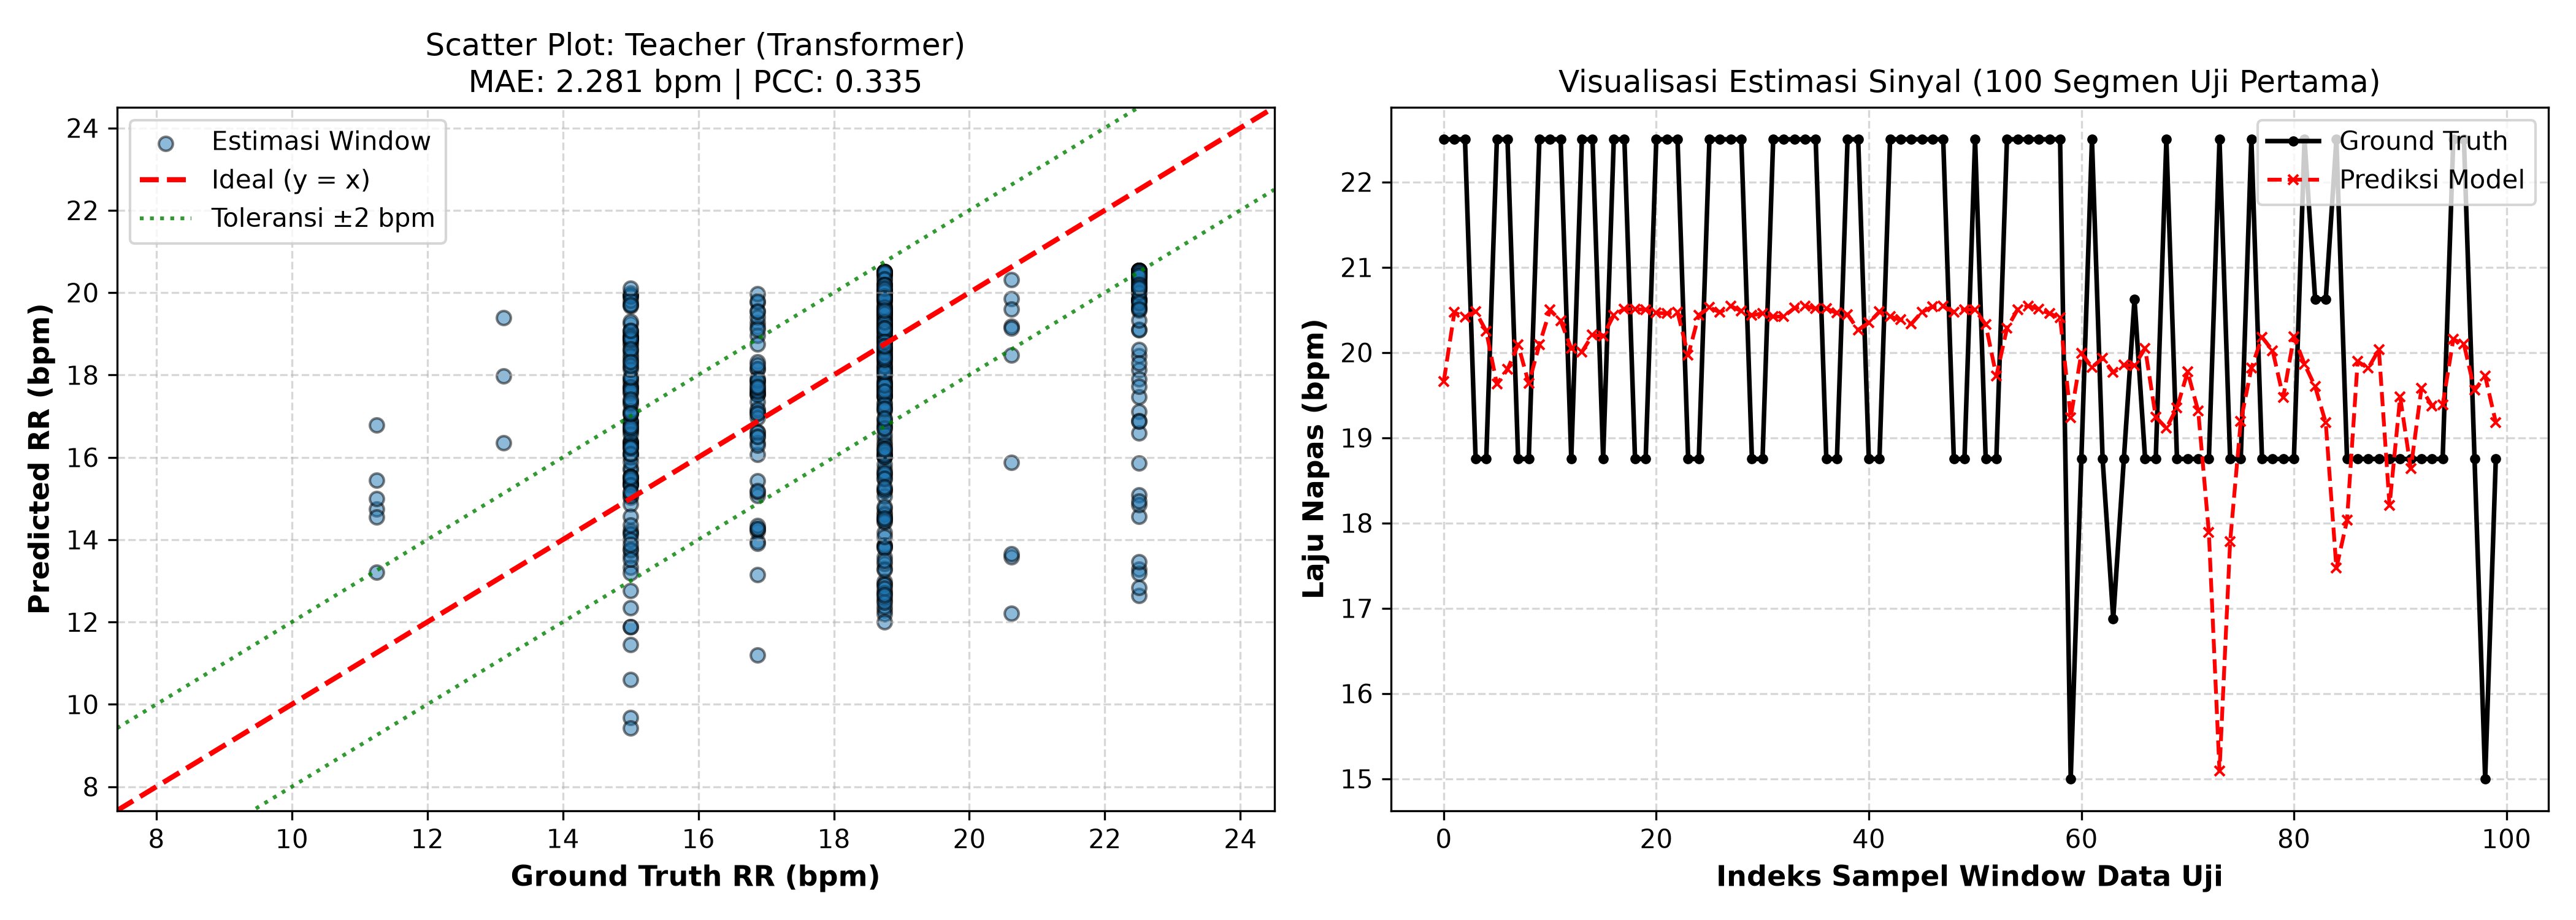 Scatter Plot: Teacher (Transformer)
MAE: 2.281 bpm | PCC: 0.335
Estimasi Window
Ideal (y = x)
Toleransi ±2 bpm
24
22
20
18
16
14
12
10
8
Predicted RR (bpm)
8 10 12 14 16 18 20 22 24
Ground Truth RR (bpm)
Visualisasi Estimasi Sinyal (100 Segmen Uji Pertama)
Ground Truth
Prediksi Model
22
21
20
19
18
17
16
15
Laju Napas (bpm)
0 20 40 60 80 100
Indeks Sampel Window Data Uji